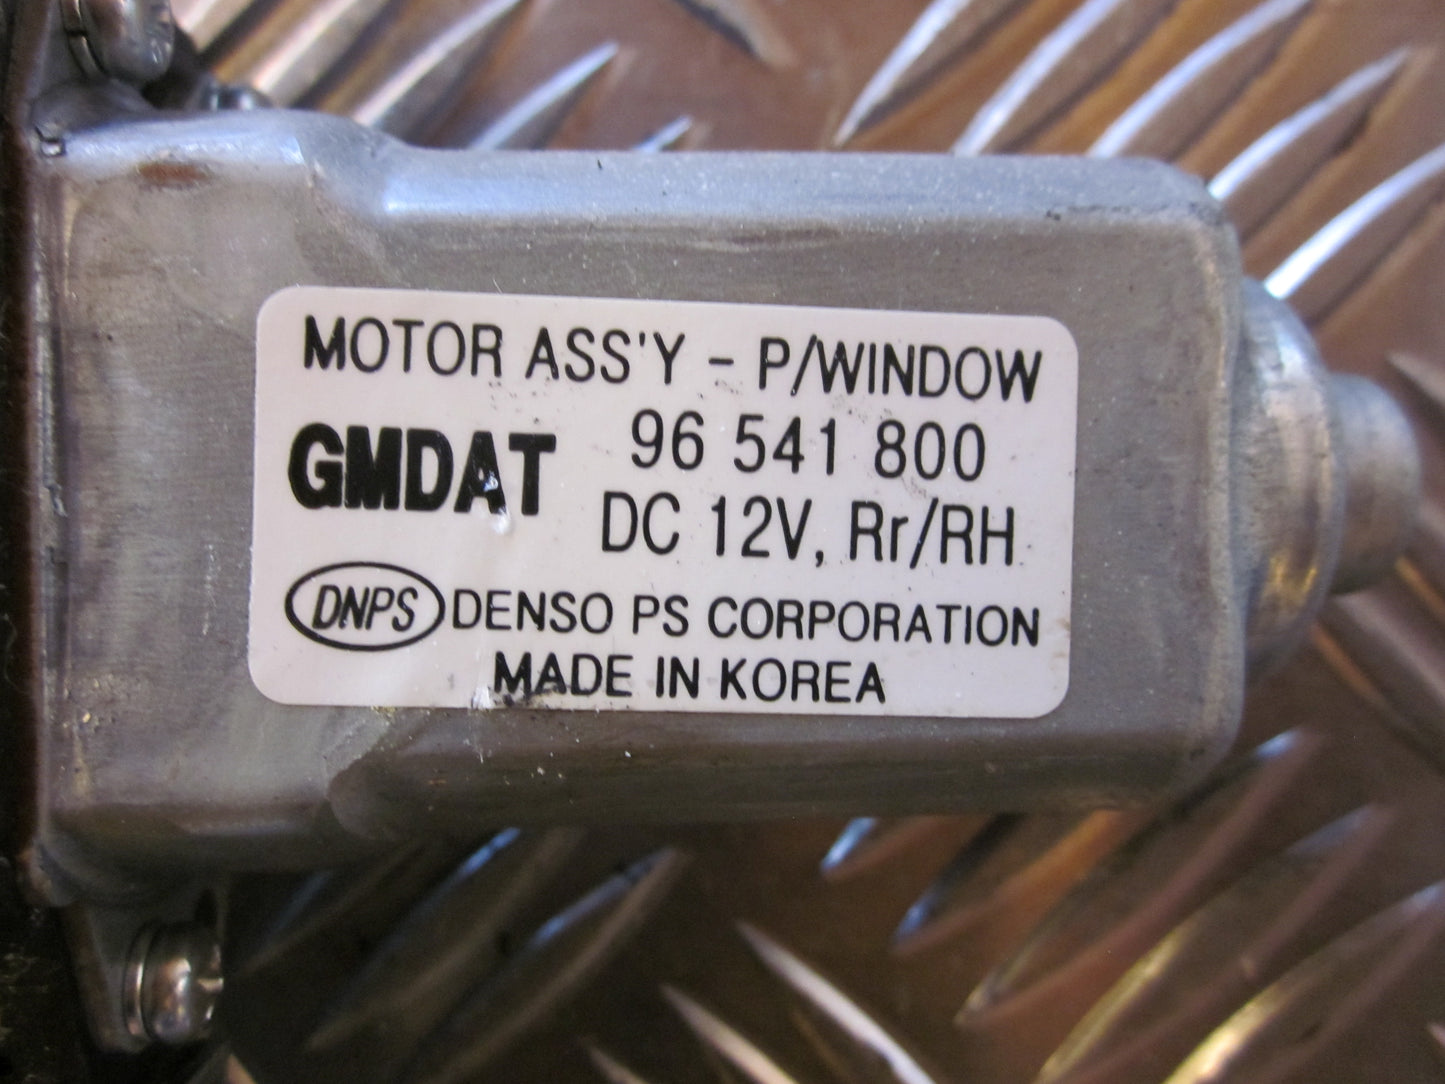 MOTOR ASS'Y - P/WINDOW
GMDAT 96 541 800
DC 12V, Rr/RH
DNPS DENSO PS CORPORATION
MADE IN KOREA